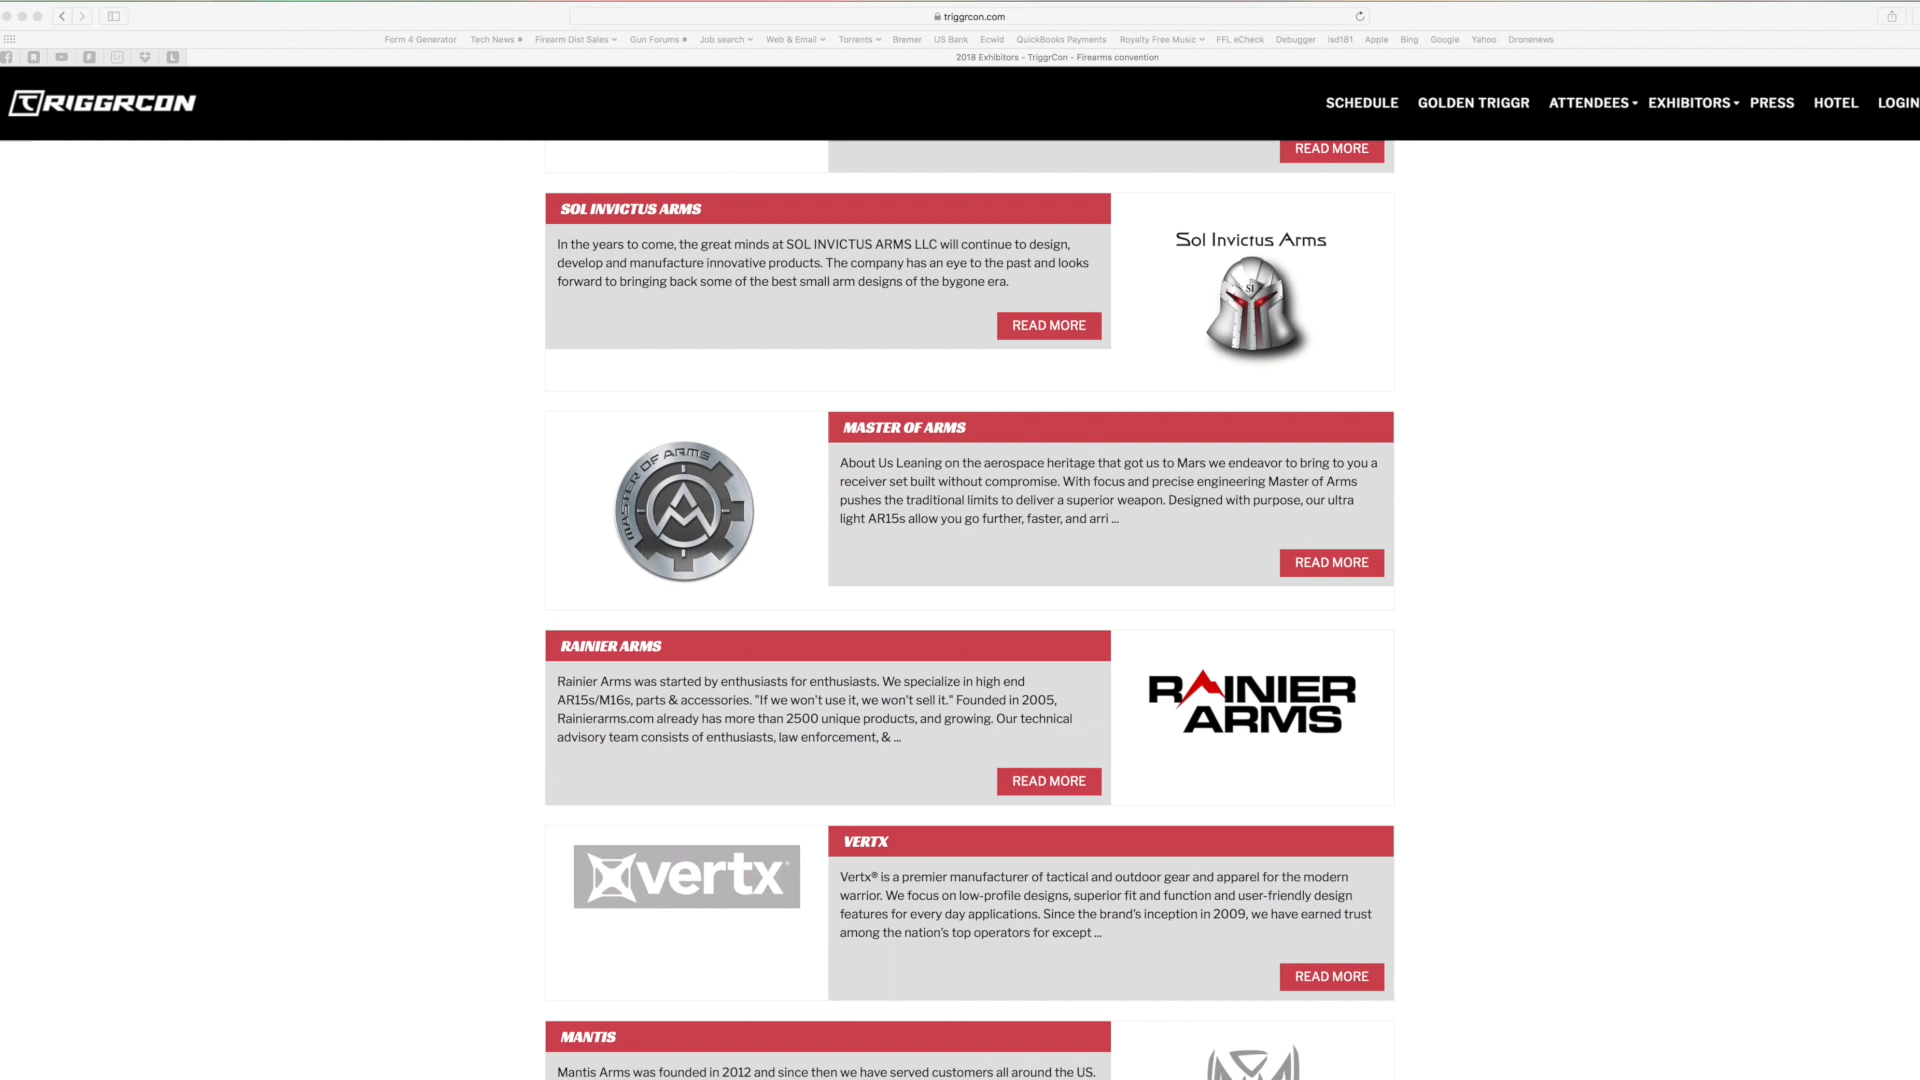 triggrcon.com
Form 4 Generator Tech News Firearm Dist Sales Gun Forums Job search Web & Email Torrents Bremer US Bank Ecwid QuickBooks Payments Royalty Free Music FFL eCheck Debugger isd181 Apple Bing Google Yahoo Dronenews
2018 Exhibitors - TriggrCon - Firearms convention
TRIGGRCON
SCHEDULE GOLDEN TRIGGR ATTENDEES EXHIBITORS PRESS HOTEL LOGIN
READ MORE
SOL INVICTUS ARMS
In the years to come, the great minds at SOL INVICTUS ARMS LLC will continue to design,
develop and manufacture innovative products. The company has an eye to the past and looks
forward to bringing back some of the best small arm designs of the bygone era.
READ MORE
Sol Invictus Arms
SI
MASTER OF ARMS
MASTER OF ARMS
About Us Leaning on the aerospace heritage that got us to Mars we endeavor to bring to you a
receiver set built without compromise. With focus and precise engineering Master of Arms
pushes the traditional limits to deliver a superior weapon. Designed with purpose, our ultra
light AR15s allow you go further, faster, and arri ...
READ MORE
RAINIER ARMS
Rainier Arms was started by enthusiasts for enthusiasts. We specialize in high end
AR15s/M16s, parts & accessories. "If we won't use it, we won't sell it." Founded in 2005,
Rainierarms.com already has more than 2500 unique products, and growing. Our technical
advisory team consists of enthusiasts, law enforcement, & ...
READ MORE
RAINIER
ARMS
vertx®
VERTX
Vertx® is a premier manufacturer of tactical and outdoor gear and apparel for the modern
warrior. We focus on low-profile designs, superior fit and function and user-friendly design
features for every day applications. Since the brand's inception in 2009, we have earned trust
among the nation's top operators for except ...
READ MORE
MANTIS
Mantis Arms was founded in 2012 and since then we have served customers all around the US.